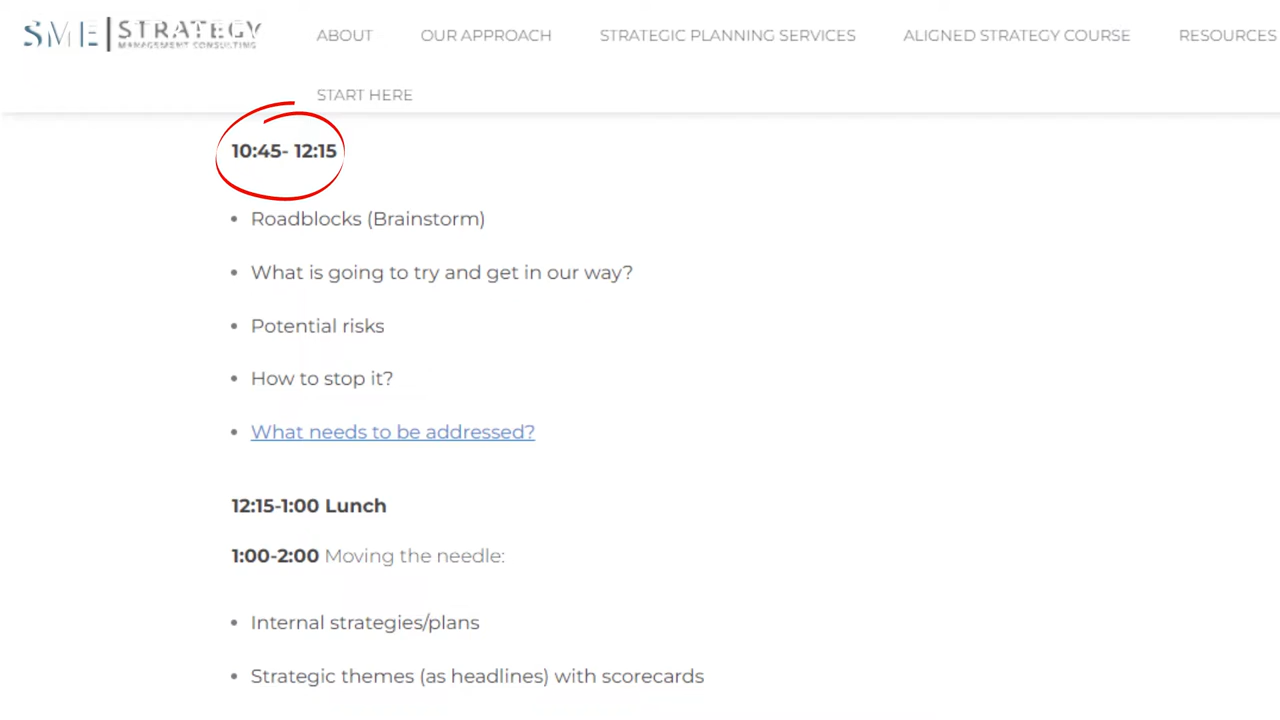 SME | STRATEGY
MANAGEMENT CONSULTING
ABOUT
OUR APPROACH
STRATEGIC PLANNING SERVICES
ALIGNED STRATEGY COURSE
RESOURCES
START HERE
10:45- 12:15
• Roadblocks (Brainstorm)
• What is going to try and get in our way?
• Potential risks
• How to stop it?
• What needs to be addressed?
12:15-1:00 Lunch
1:00-2:00 Moving the needle:
• Internal strategies/plans
• Strategic themes (as headlines) with scorecards